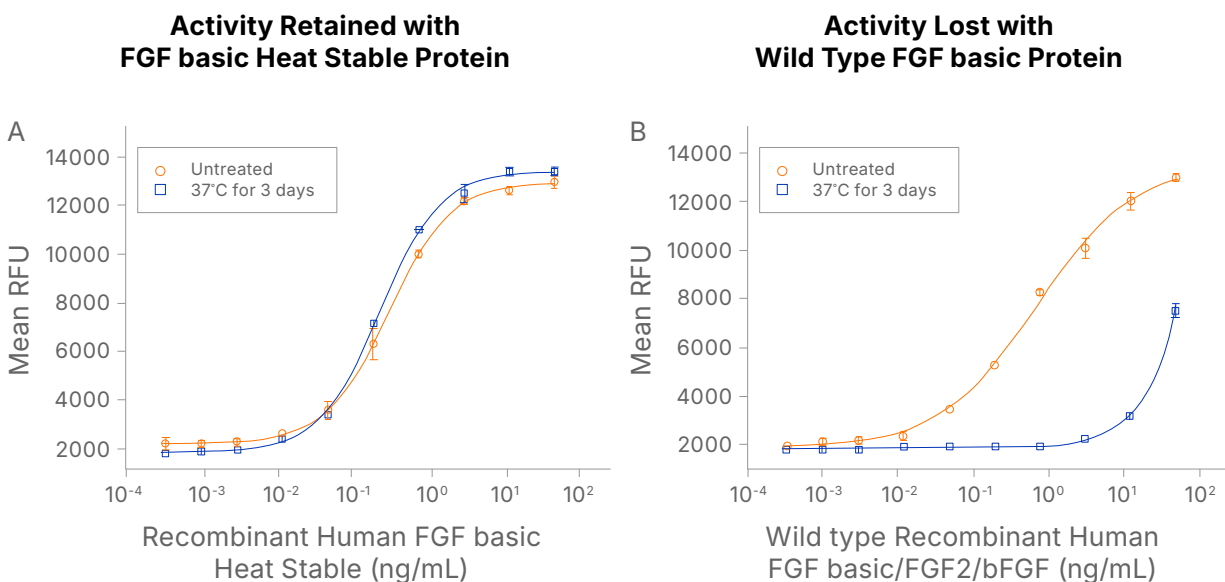 Activity Retained with
FGF basic Heat Stable Protein
A
14000
12000
10000
8000
6000
4000
2000
Mean RFU
Untreated
37°C for 3 days
10⁻⁴
10⁻³
10⁻²
10⁻¹
10⁰
10¹
10²
Recombinant Human FGF basic
Heat Stable (ng/mL)
Activity Lost with
Wild Type FGF basic Protein
B
14000
12000
10000
8000
6000
4000
2000
Mean RFU
Untreated
37°C for 3 days
10⁻⁴
10⁻³
10⁻²
10⁻¹
10⁰
10¹
10²
Wild type Recombinant Human
FGF basic/FGF2/bFGF (ng/mL)